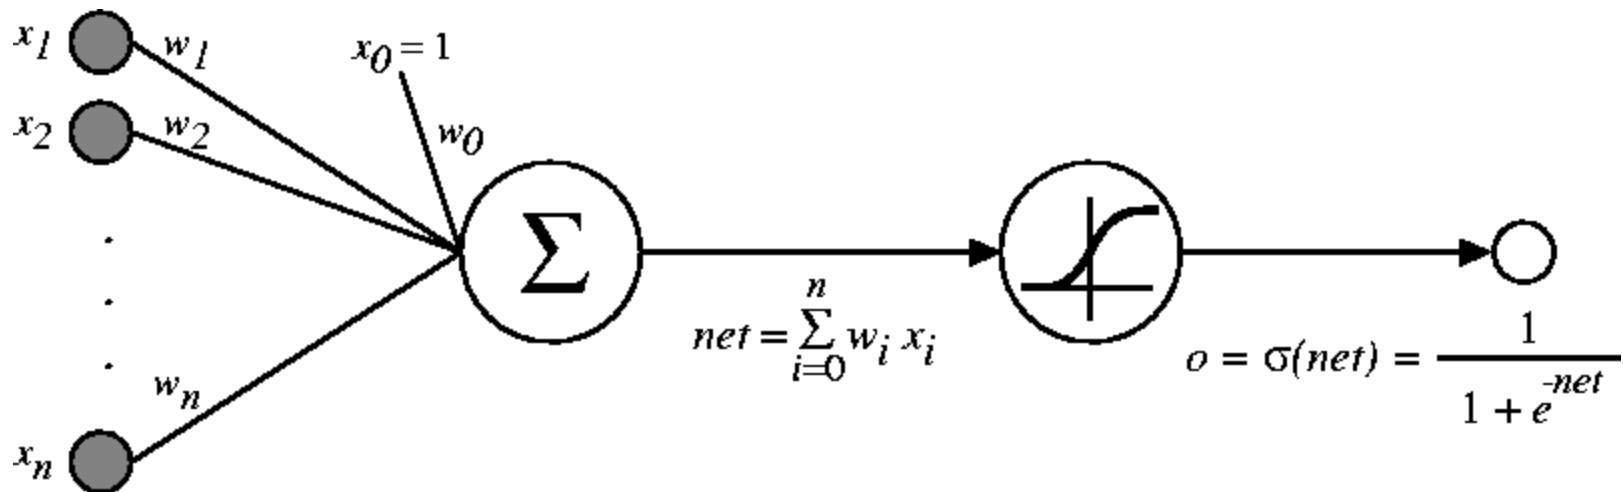 x1
w1
x0 = 1
x2
w2
w0
Σ
n
net = Σ wi xi
i=0
1
o = σ(net) =
1 + e-net
wn
xn